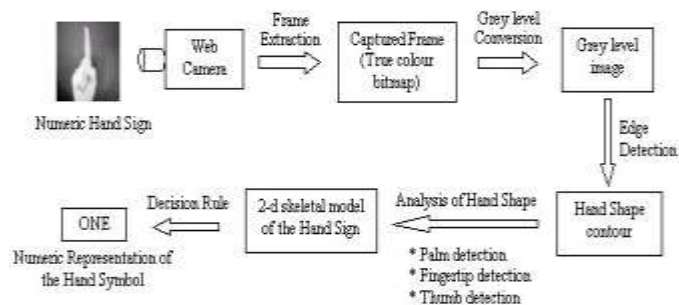 Numeric Hand Sign
Web
Camera
Frame
Extraction
Captured Frame
(True colour
bitmap)
Grey level
Conversion
Grey level
image
Edge
Detection
Hand Shape
contour
Analysis of Hand Shape
* Palm detection
* Fingertip detection
* Thumb detection
2-d skeletal model
of the Hand Sign
Decision Rule
ONE
Numeric Representation of
the Hand Symbol